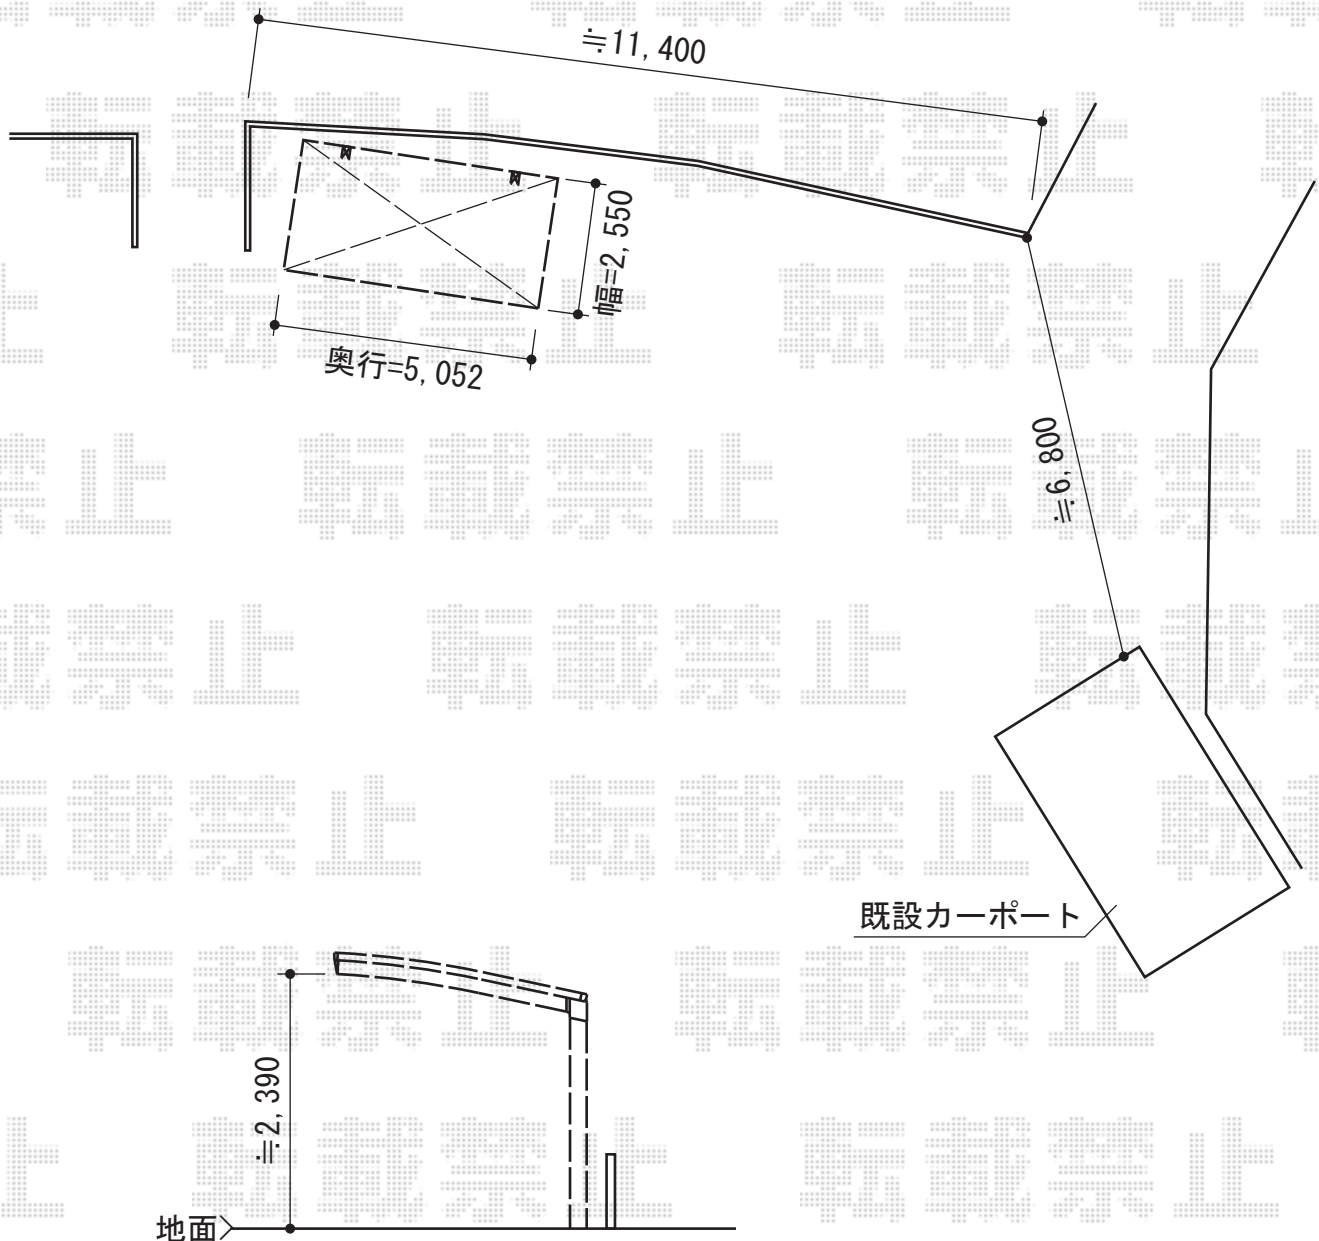 ≒11, 400
幅=2, 550
奥行=5, 052
≒6, 800
既設カーポート
≒2, 390
地面
転載禁止